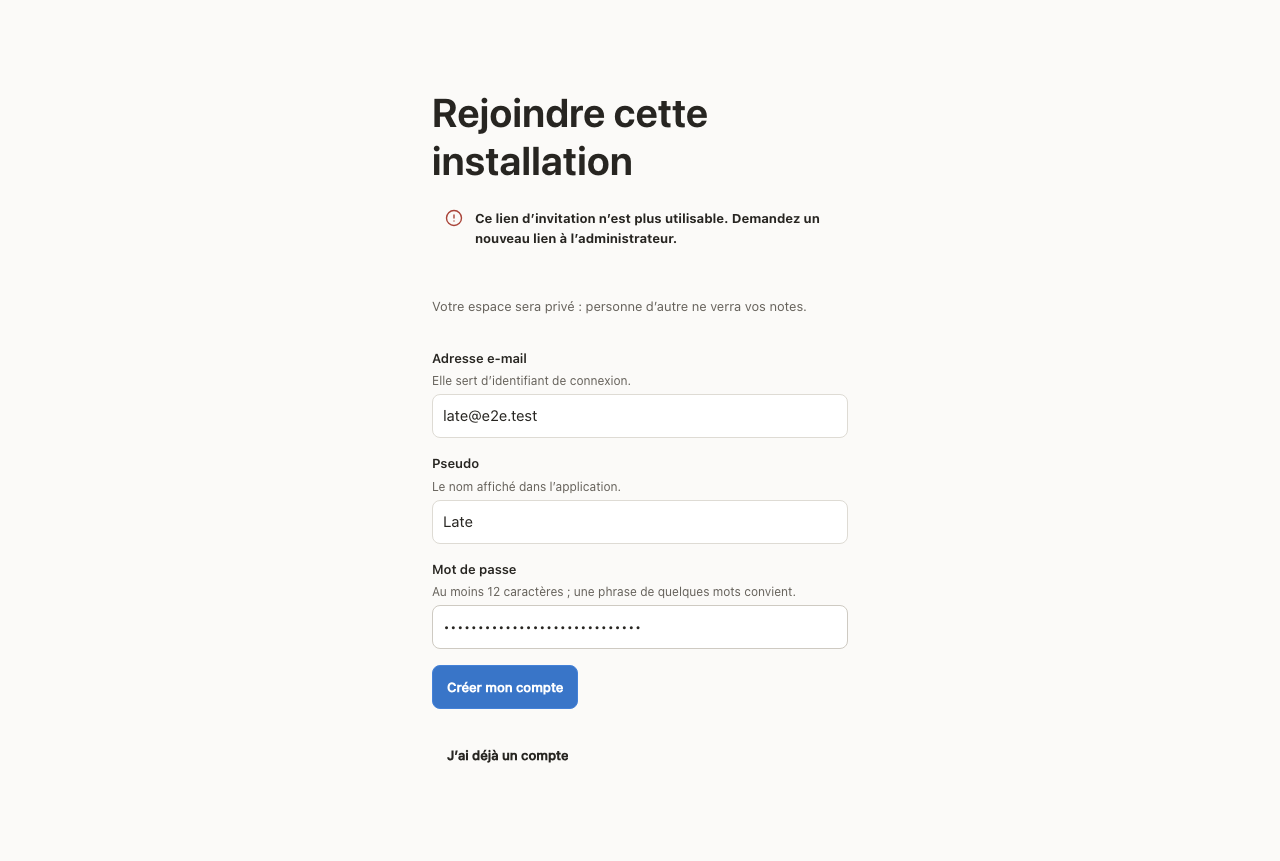 Rejoindre cette
installation
Ce lien d’invitation n’est plus utilisable. Demandez un
nouveau lien à l’administrateur.
Votre espace sera privé : personne d’autre ne verra vos notes.
Adresse e-mail
Elle sert d’identifiant de connexion.
late@e2e.test
Pseudo
Le nom affiché dans l’application.
Late
Mot de passe
Au moins 12 caractères ; une phrase de quelques mots convient.
•••••••••••••••••••••••••••••
Créer mon compte
J’ai déjà un compte